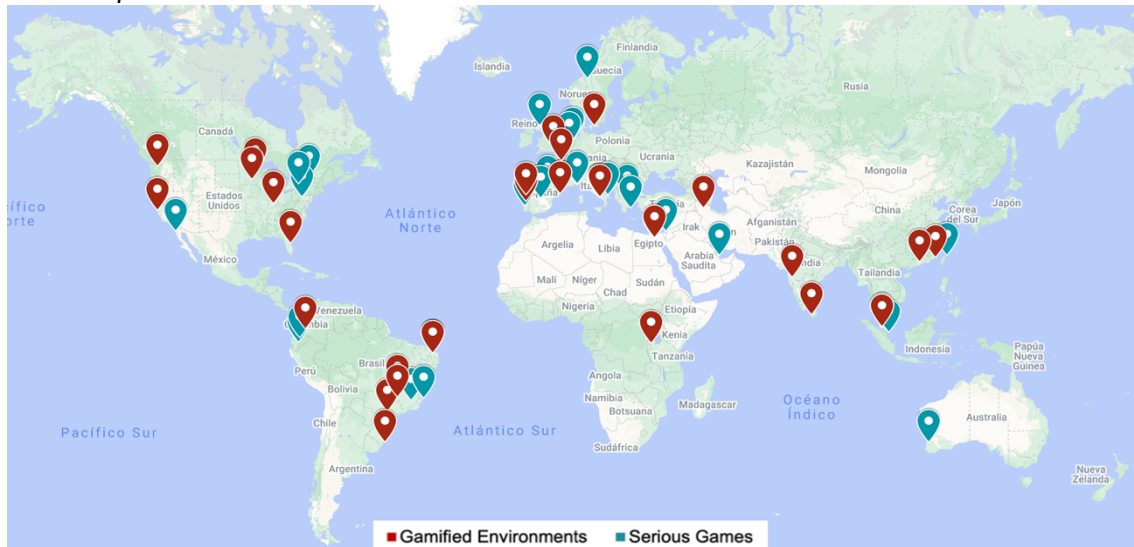 Islandia
Finlandia
Suecia
Norue
Rusia
Canadá
Reino
Polonia
Ucrania
Kazajistán
Mongolia
Estados
Unidos
Atlántico
Norte
China
Corea
del Sur
Japón
Afganistán
Irak
Pakistán
Argelia
Libia
Egipto
Arabia
Saudita
India
Tailandia
México
Malí
Níger
Chad
Sudán
Nigeria
Etiopía
Venezuela
Colombia
Kenia
Tanzania
Indonesia
Papúa
Nueva
Guinea
Perú
Brasil
Bolivia
Angola
Namibia
Botsuana
Madagascar
Océano
Índico
Australia
Chile
Pacífico Sur
Atlántico Sur
Sudáfrica
Argentina
Nueva
Zelanda
Gamified Environments Serious Games